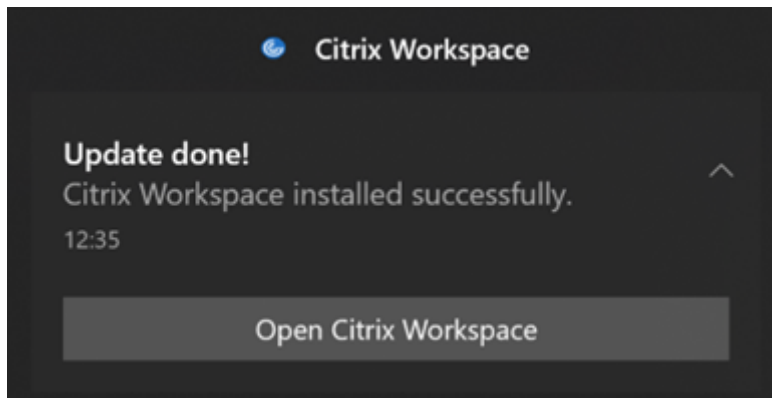 Citrix Workspace
Update done!
Citrix Workspace installed successfully.
12:35
Open Citrix Workspace